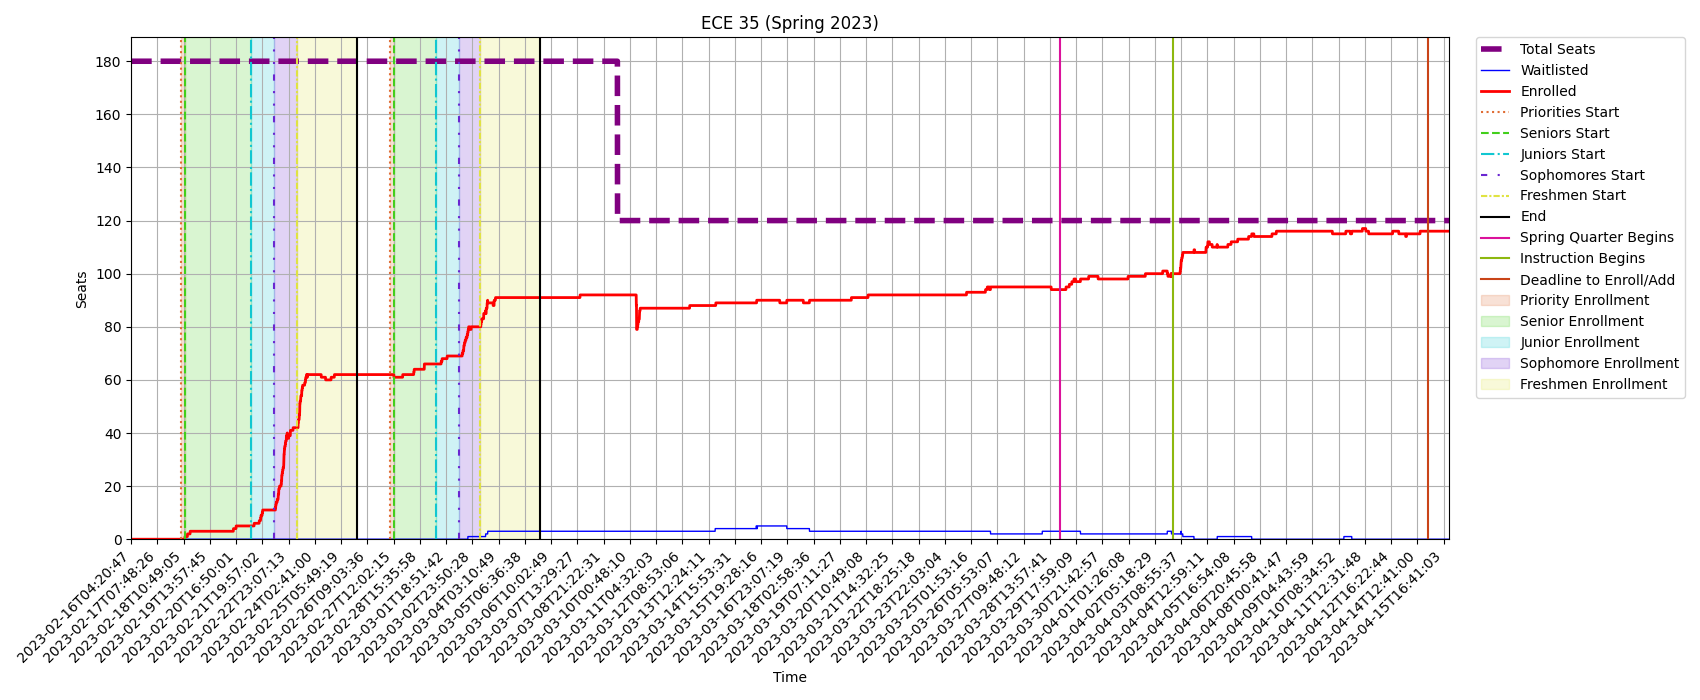 ECE 35 (Spring 2023)
Seats
180
160
140
120
100
80
60
40
20
0
2023-02-16T04:20:47
2023-02-17T07:48:26
2023-02-18T10:49:05
2023-02-19T13:57:45
2023-02-20T16:50:01
2023-02-21T19:57:02
2023-02-22T23:07:13
2023-02-24T02:41:00
2023-02-25T05:49:19
2023-02-26T09:03:36
2023-02-27T12:02:15
2023-02-28T15:35:58
2023-03-01T18:51:42
2023-03-02T23:50:28
2023-03-04T03:10:49
2023-03-05T06:36:38
2023-03-06T10:02:49
2023-03-07T13:29:27
2023-03-08T21:22:31
2023-03-10T00:48:10
2023-03-11T04:32:03
2023-03-12T08:53:06
2023-03-13T12:24:11
2023-03-14T15:53:31
2023-03-15T19:28:16
2023-03-16T23:07:19
2023-03-18T02:58:36
2023-03-19T07:11:27
2023-03-20T10:49:08
2023-03-21T14:32:25
2023-03-22T18:25:18
2023-03-23T22:03:04
2023-03-25T01:53:16
2023-03-26T05:53:07
2023-03-27T09:48:12
2023-03-28T13:57:41
2023-03-29T17:59:09
2023-03-30T21:42:57
2023-04-01T01:26:08
2023-04-02T05:18:29
2023-04-03T08:55:37
2023-04-04T12:59:11
2023-04-05T16:54:08
2023-04-06T20:45:58
2023-04-08T00:41:47
2023-04-09T04:43:59
2023-04-10T08:34:52
2023-04-11T12:31:48
2023-04-12T16:22:44
2023-04-14T12:41:00
2023-04-15T16:41:03
Time
Total Seats
Waitlisted
Enrolled
Priorities Start
Seniors Start
Juniors Start
Sophomores Start
Freshmen Start
End
Spring Quarter Begins
Instruction Begins
Deadline to Enroll/Add
Priority Enrollment
Senior Enrollment
Junior Enrollment
Sophomore Enrollment
Freshmen Enrollment